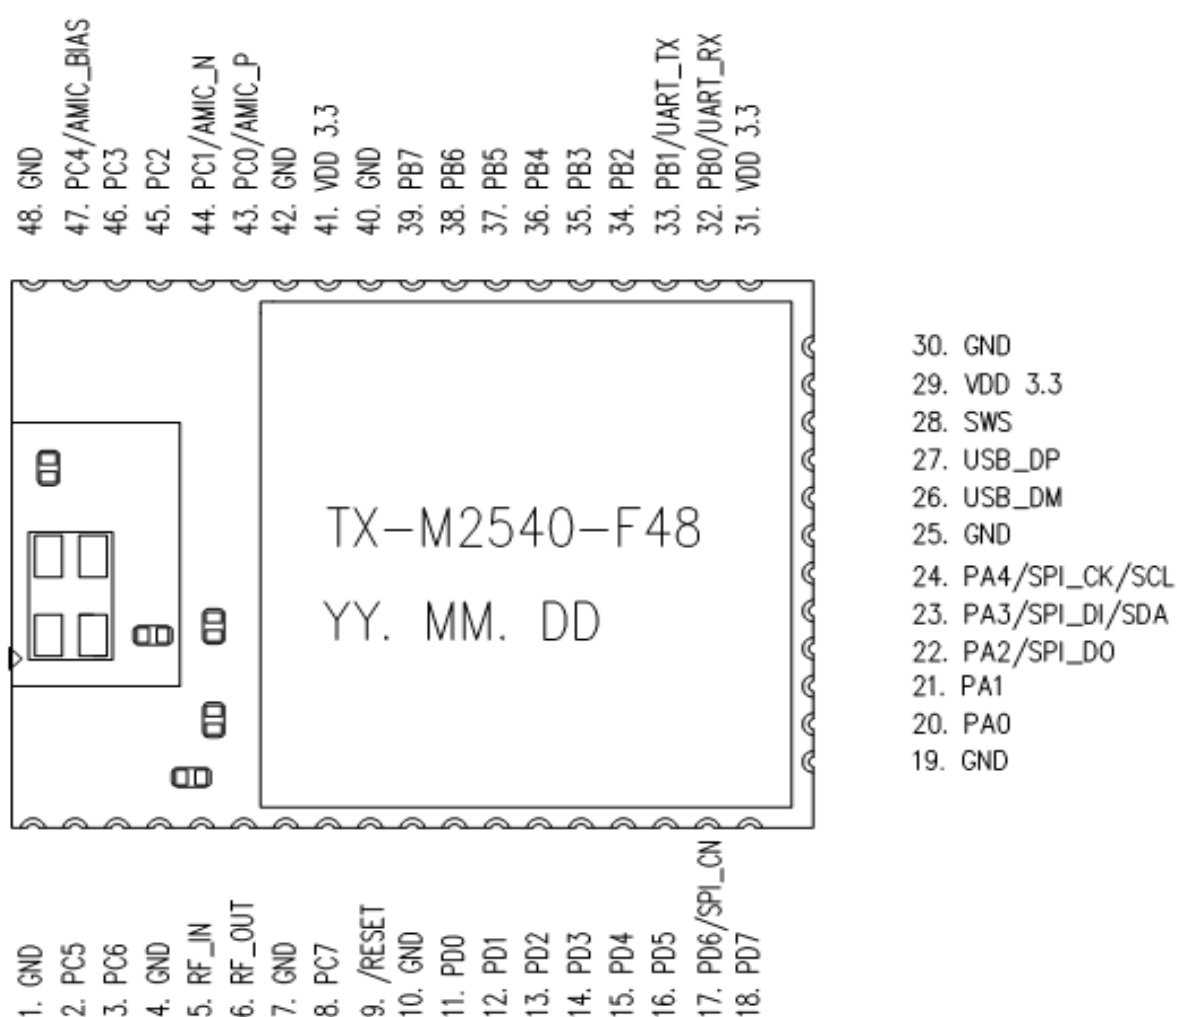 48. GND
47. PC4/AMIC_BIAS
46. PC3
45. PC2
44. PC1/AMIC_N
43. PC0/AMIC_P
42. GND
41. VDD 3.3
40. GND
39. PB7
38. PB6
37. PB5
36. PB4
35. PB3
34. PB2
33. PB1/UART_TX
32. PB0/UART_RX
31. VDD 3.3
30. GND
29. VDD 3.3
28. SWS
27. USB_DP
26. USB_DM
25. GND
24. PA4/SPI_CK/SCL
23. PA3/SPI_DI/SDA
22. PA2/SPI_DO
21. PA1
20. PA0
19. GND
TX-M2540-F48
YY. MM. DD
1. GND
2. PC5
3. PC6
4. GND
5. RF_IN
6. RF_OUT
7. GND
8. PC7
9. /RESET
10. GND
11. PD0
12. PD1
13. PD2
14. PD3
15. PD4
16. PD5
17. PD6/SPI_CN
18. PD7